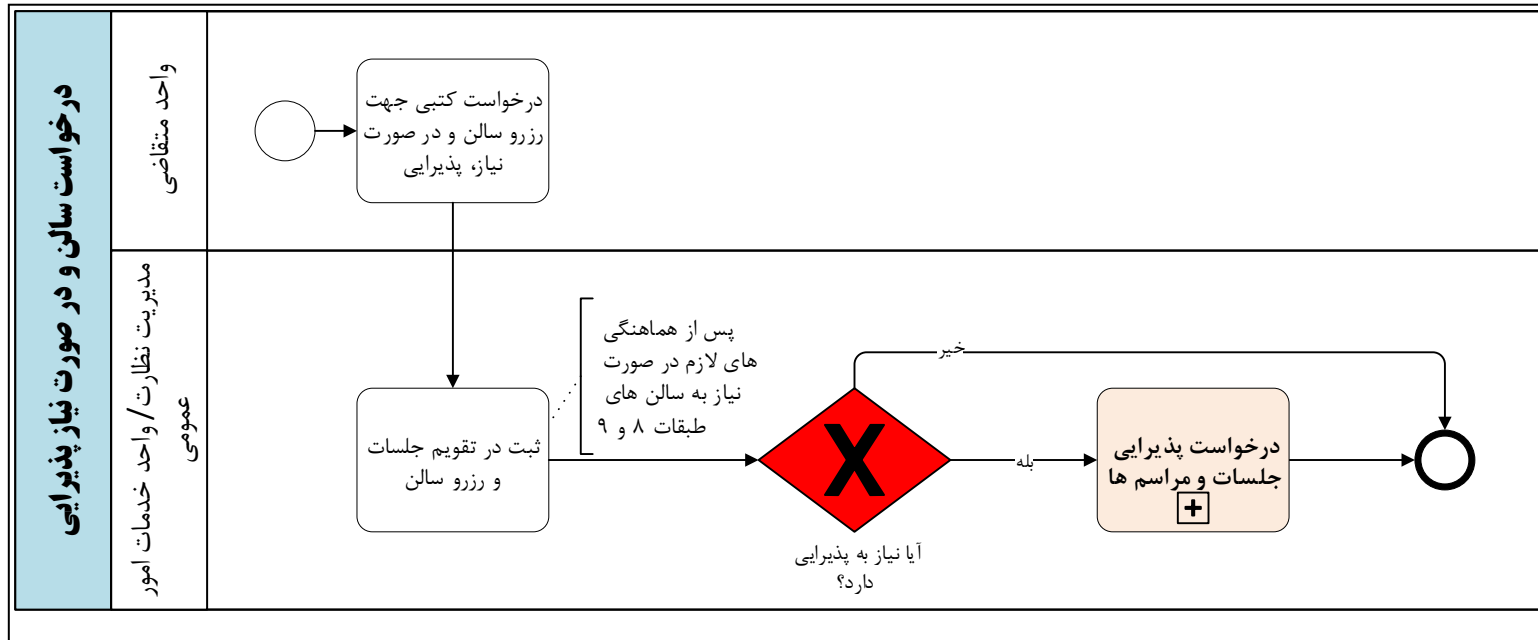 درخواست سالن و در صورت نیاز پذیرایی
واحد متقاضی
درخواست کتبی جهت
رزرو سالن و در صورت
نیاز، پذیرایی
مدیریت نظارت/ واحد خدمات امور
عمومی
ثبت در تقویم جلسات
و رزرو سالن
پس از هماهنگی
های لازم در صورت
نیاز به سالن های
طبقات ۸ و ۹
X
آیا نیاز به پذیرایی
دارد؟
خیر
بله
درخواست پذیرایی
جلسات و مراسم ها
+